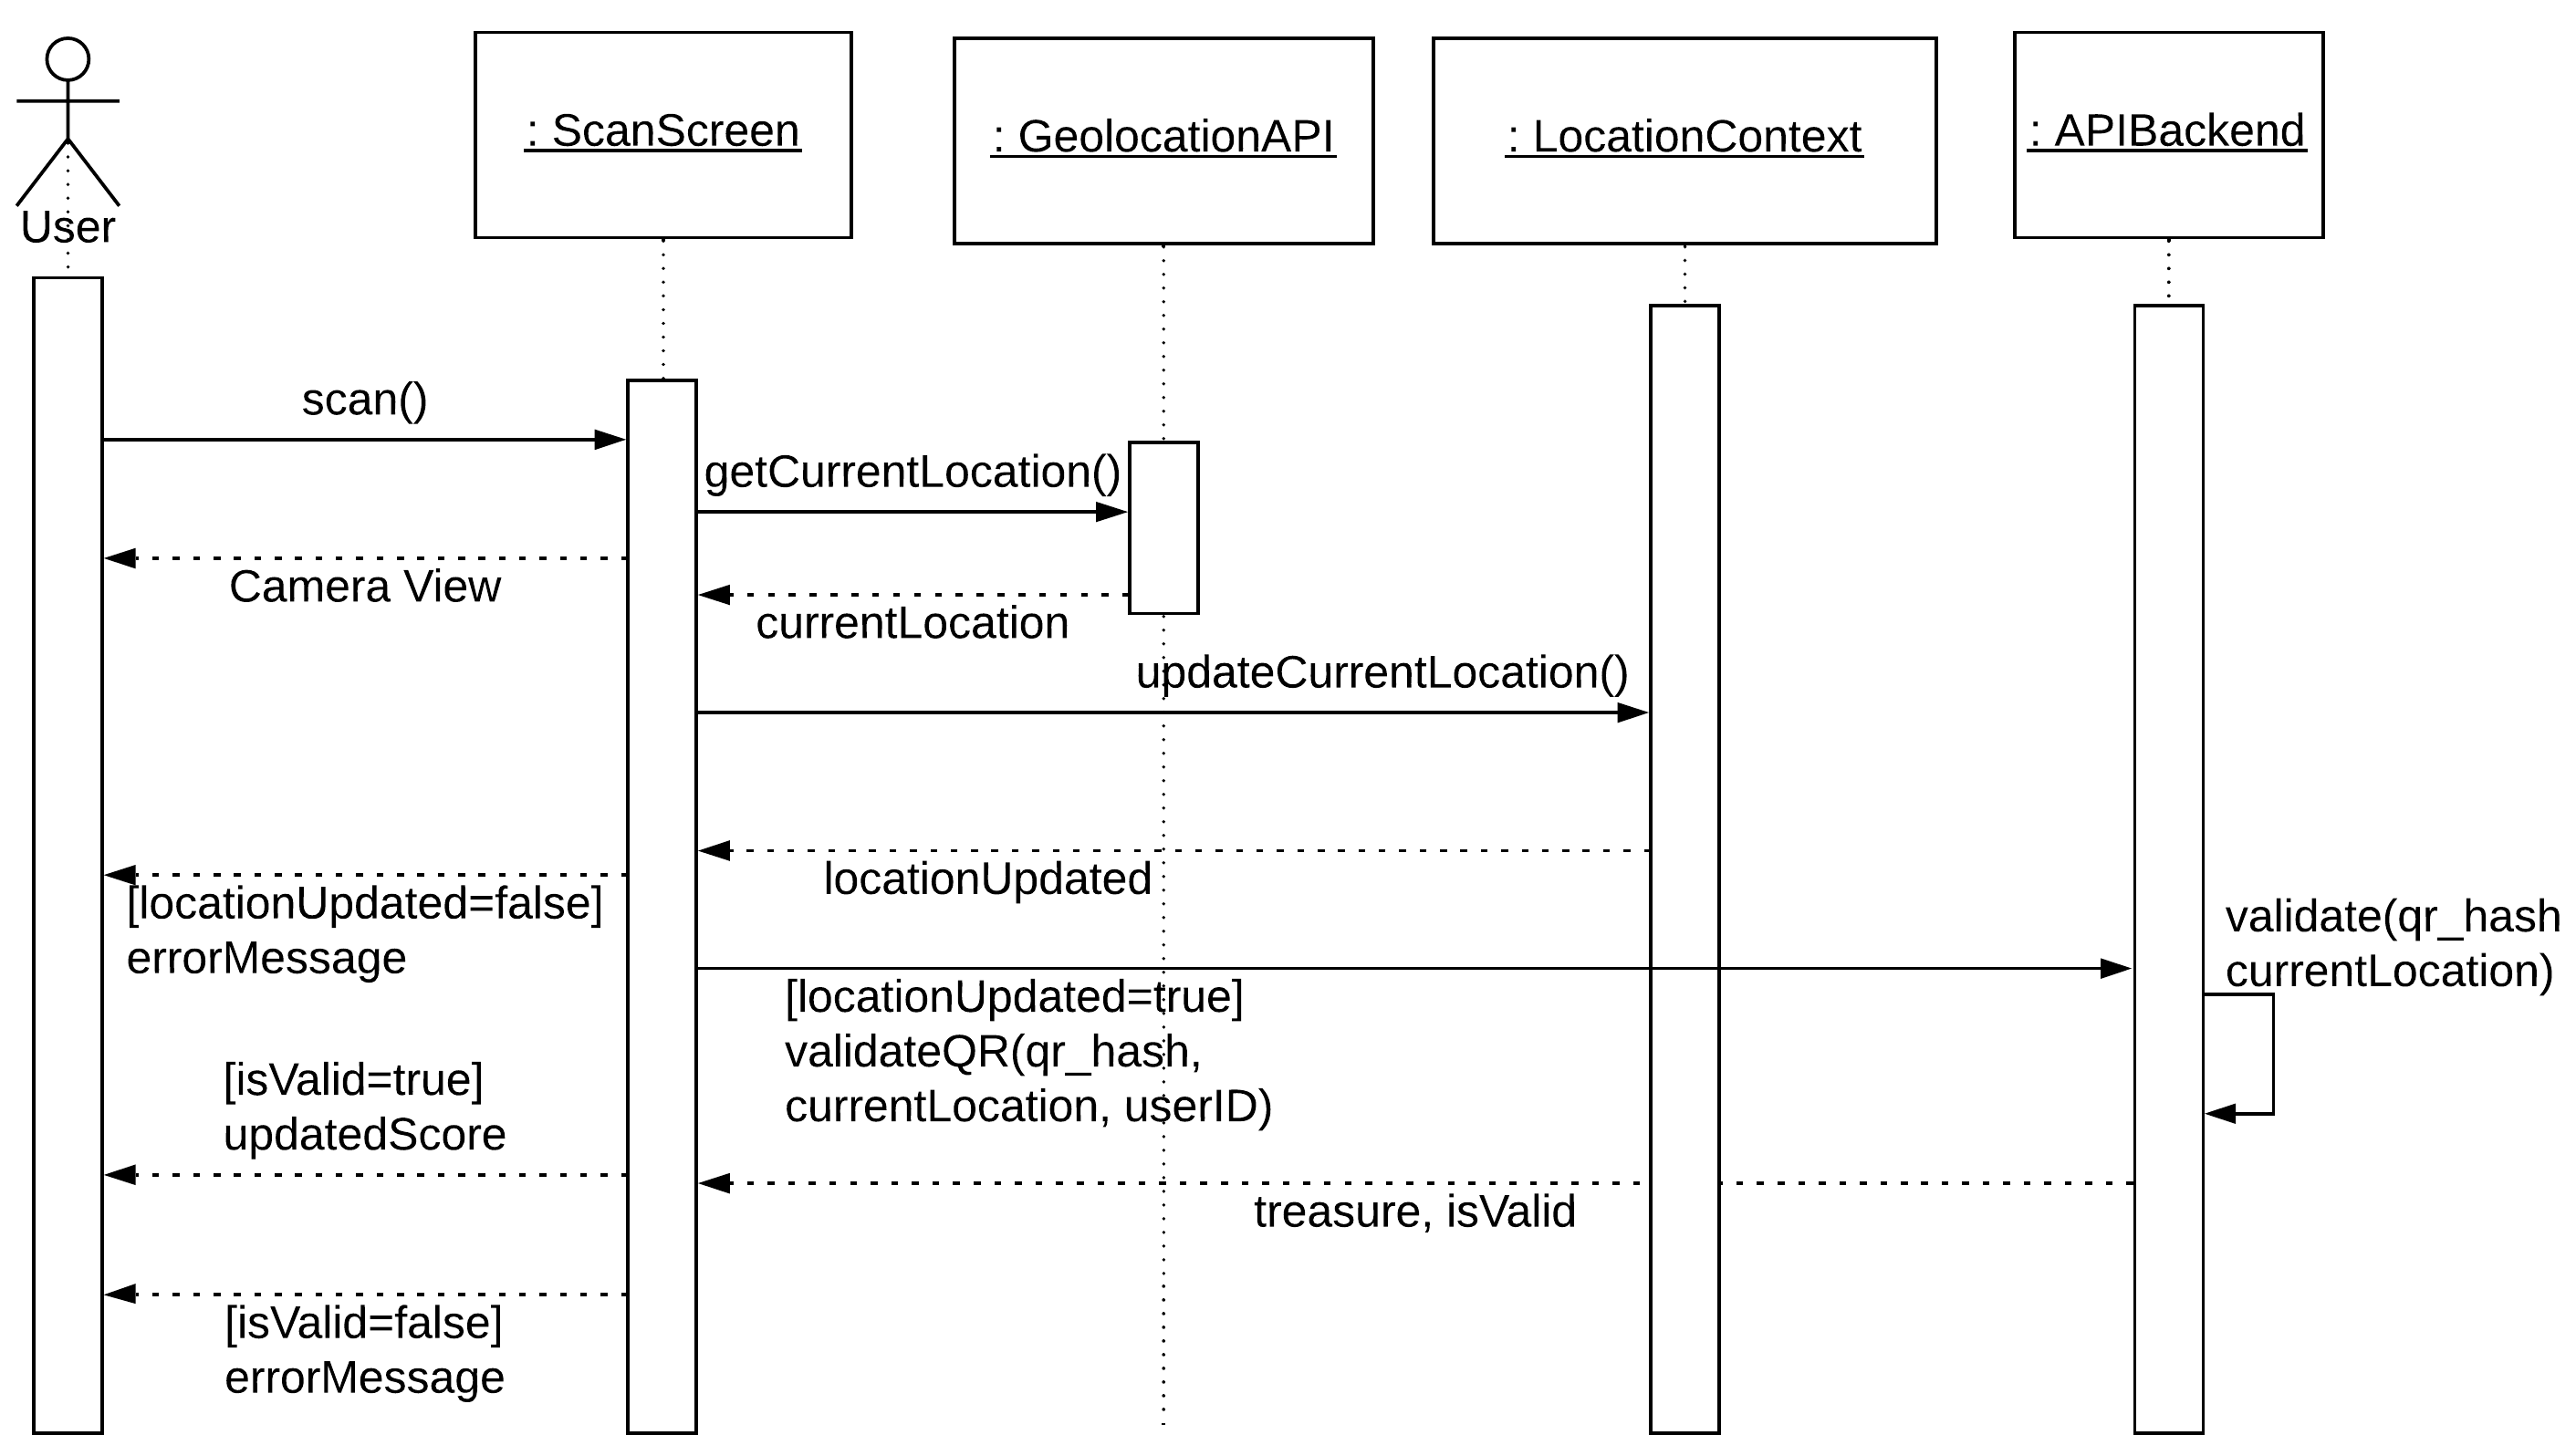 User
: ScanScreen
: GeolocationAPI
: LocationContext
: APIBackend
scan()
getCurrentLocation()
Camera View
currentLocation
updateCurrentLocation()
locationUpdated
[locationUpdated=false]
errorMessage
validate(qr_hash
currentLocation)
[locationUpdated=true]
validateQR(qr_hash,
currentLocation, userID)
[isValid=true]
updatedScore
treasure, isValid
[isValid=false]
errorMessage